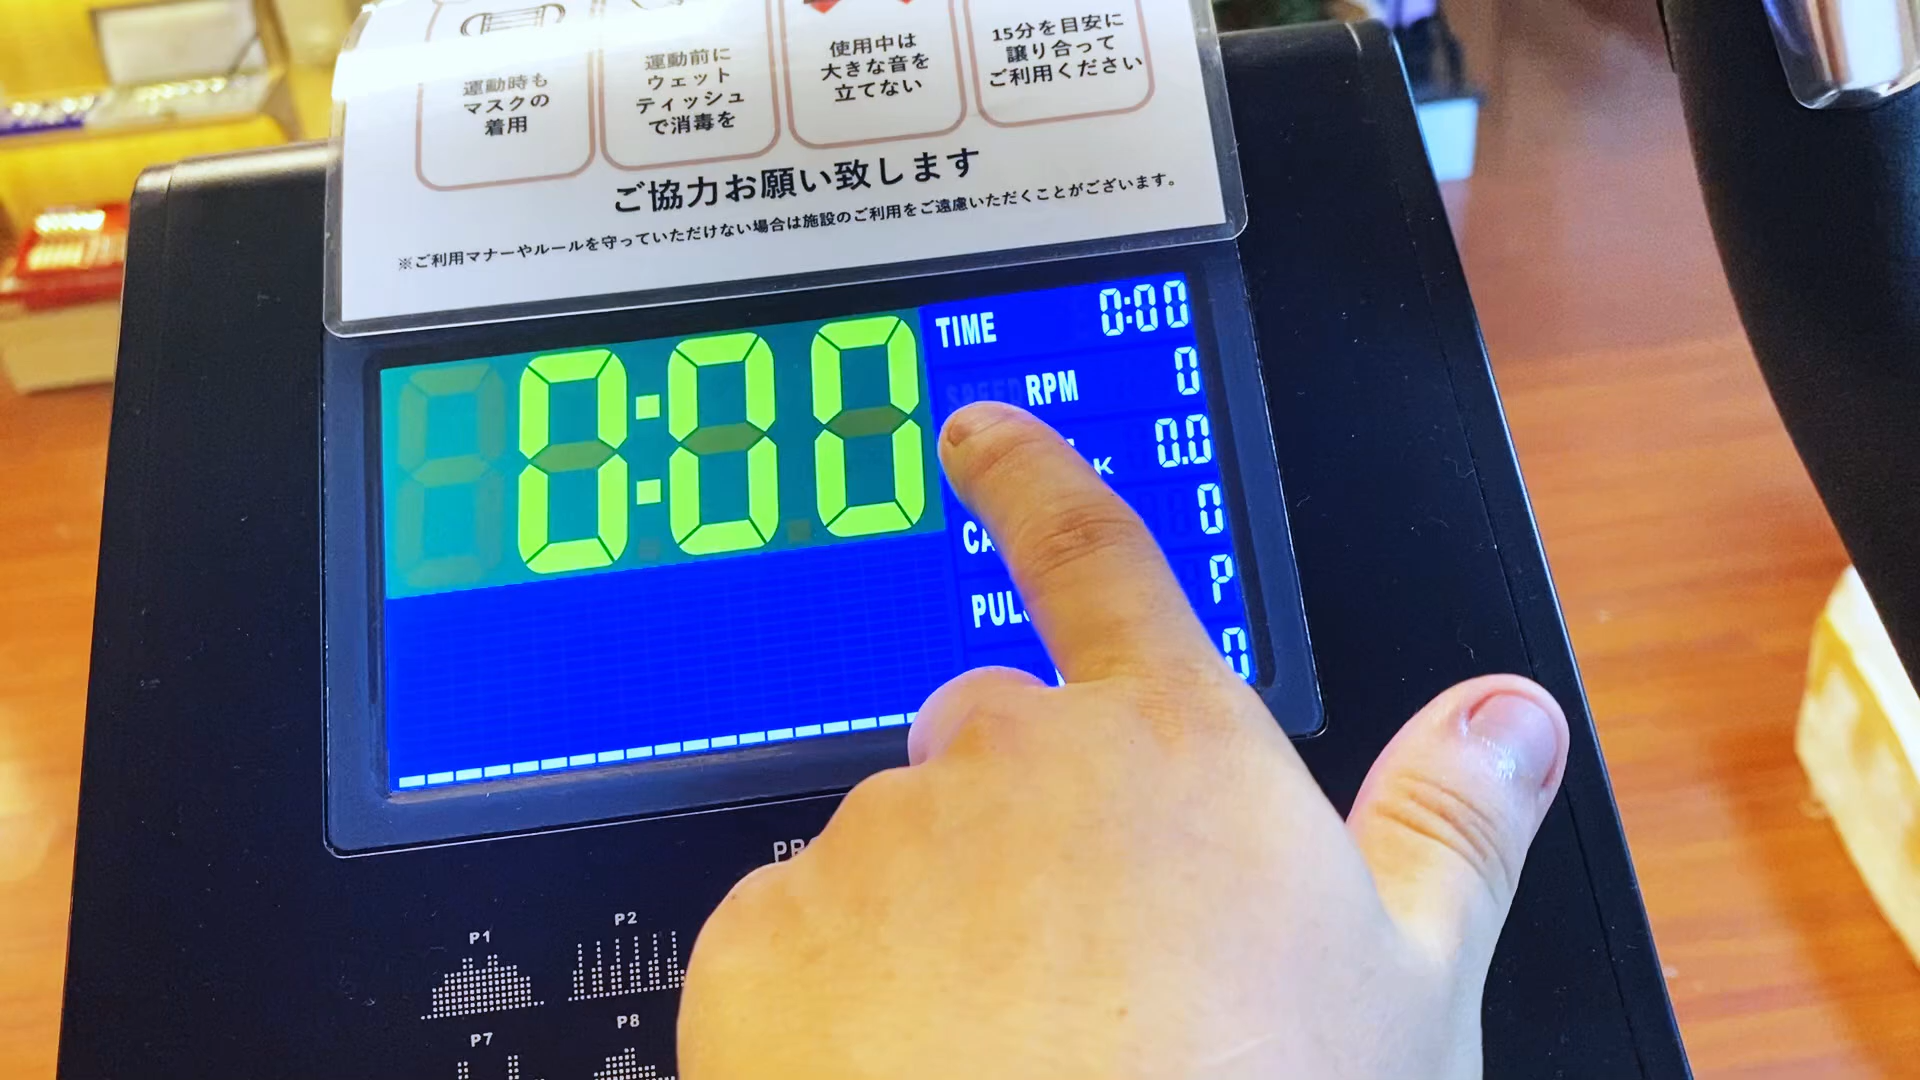 運動時も
マスクの
着用
運動前に
ウェット
ティッシュ
で消毒を
使用中は
大きな音を
立てない
15分を目安に
譲り合って
ご利用ください
ご協力お願い致します
※ご利用マナーやルールを守っていただけない場合は施設のご利用をご遠慮いただくことがございます。
0:00
TIME 0:00
SPEED RPM 0
K 0.0
CA 0
PUL P
0
P1
P2
P7
P8